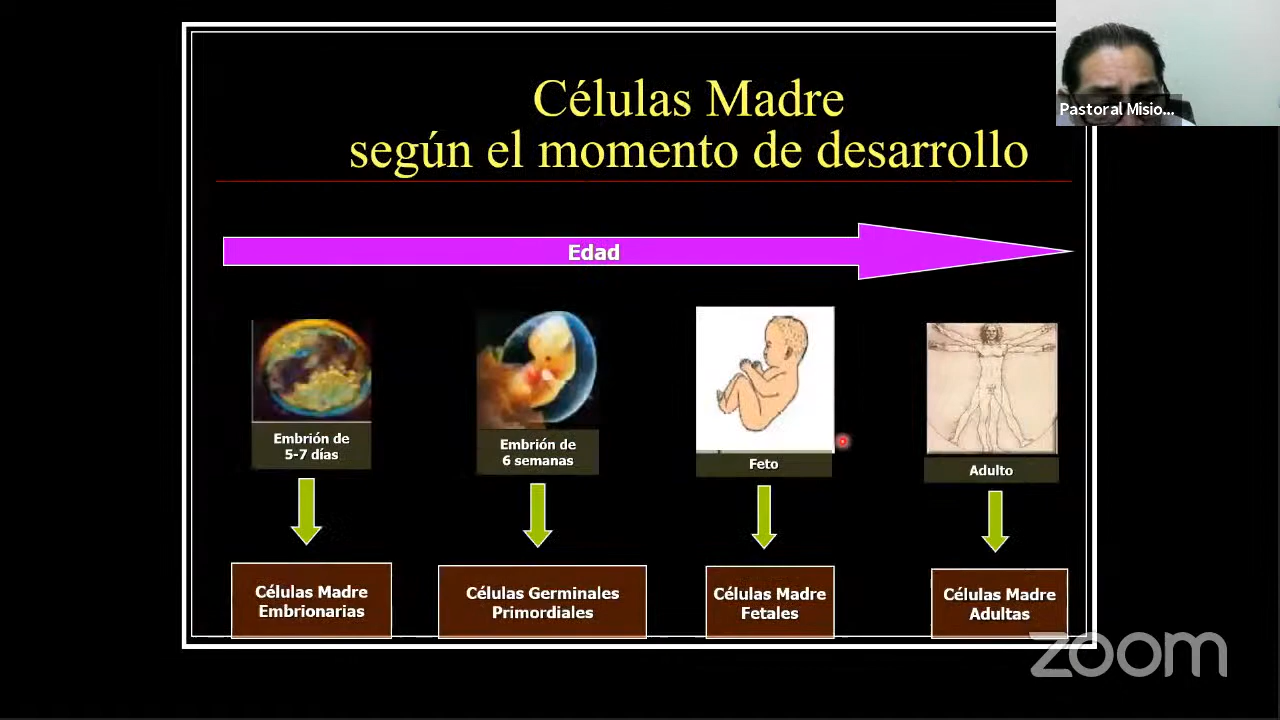 Células Madre
según el momento de desarrollo
Pastoral Misio...
Edad
Embrión de
5-7 días
Embrión de
6 semanas
Feto
Adulto
Células Madre
Embrionarias
Células Germinales
Primordiales
Células Madre
Fetales
Células Madre
Adultas
zoom